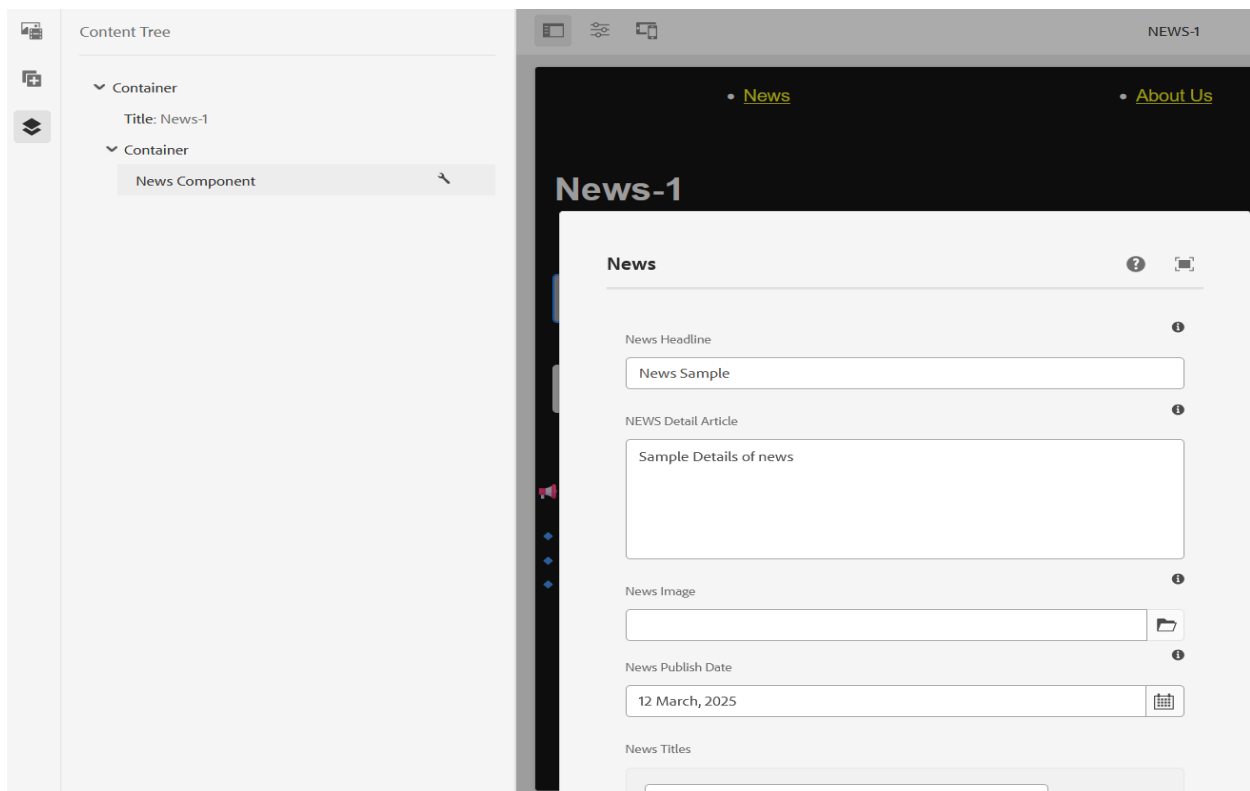 Content Tree
NEWS-1
Container
Title: News-1
Container
News Component
News
About Us
News-1
News
News Headline
News Sample
NEWS Detail Article
Sample Details of news
News Image
News Publish Date
12 March, 2025
News Titles